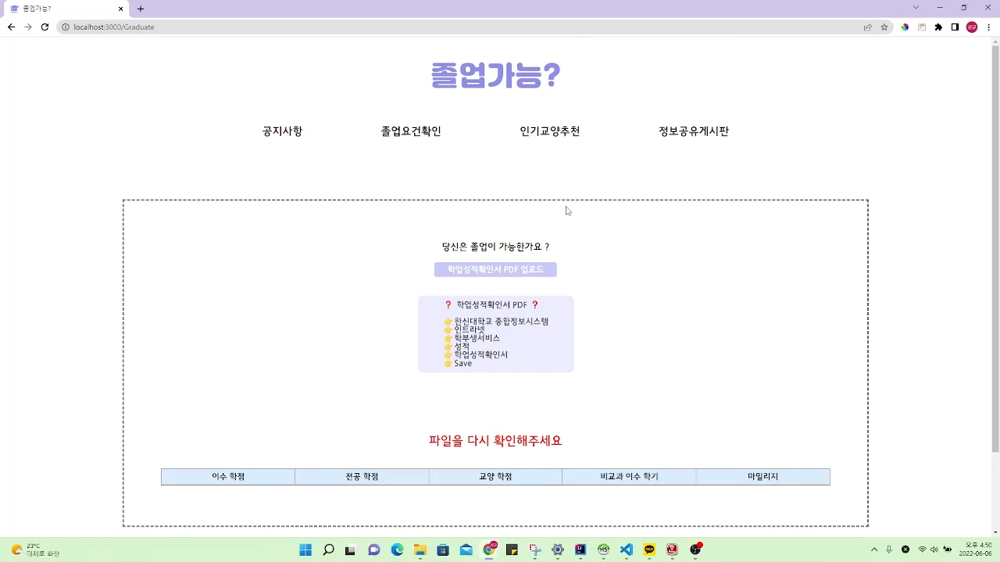 졸업가능?
localhost:3000/Graduate
졸업가능?
공지사항 졸업요건확인 인기교양추천 정보공유게시판
당신은 졸업이 가능한가요 ?
학업성적확인서 PDF 업로드
❓ 학업성적확인서 PDF ❓
👉한신대학교 종합정보시스템
👉인트라넷
👉학부생서비스
👉성적
👉학업성적확인서
👉Save
파일을 다시 확인해주세요
이수 학점 전공 학점 교양 학점 비교과 이수 학기 마일리지
23°C
대체로 화창
오후 4:50
2022-06-06